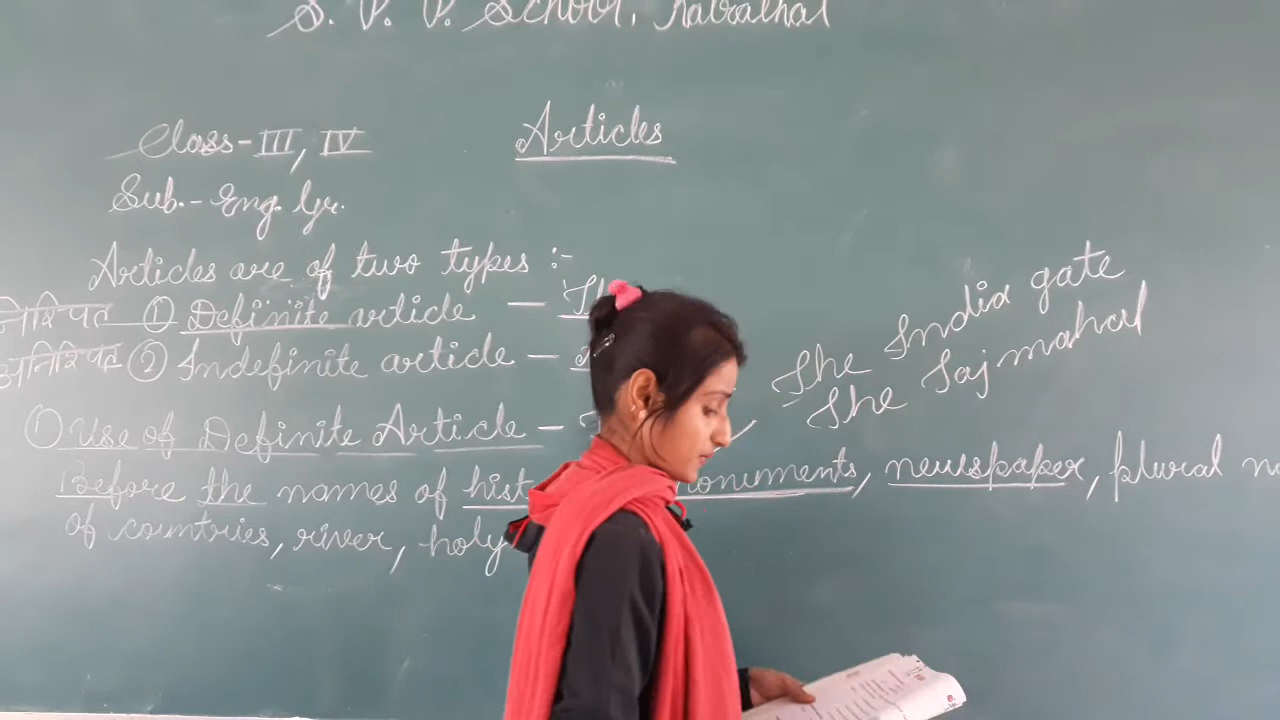 S. V. P. School, Kabralhat
Class-III, IV
Articles
Sub.- Eng. Gr.
Articles are of two types :-
① Definite article —
② Indefinite article —
① Use of Definite Article –
The India gate
The Tajmahal
Before the names of monuments, newspaper, plural
of countries, river, holy